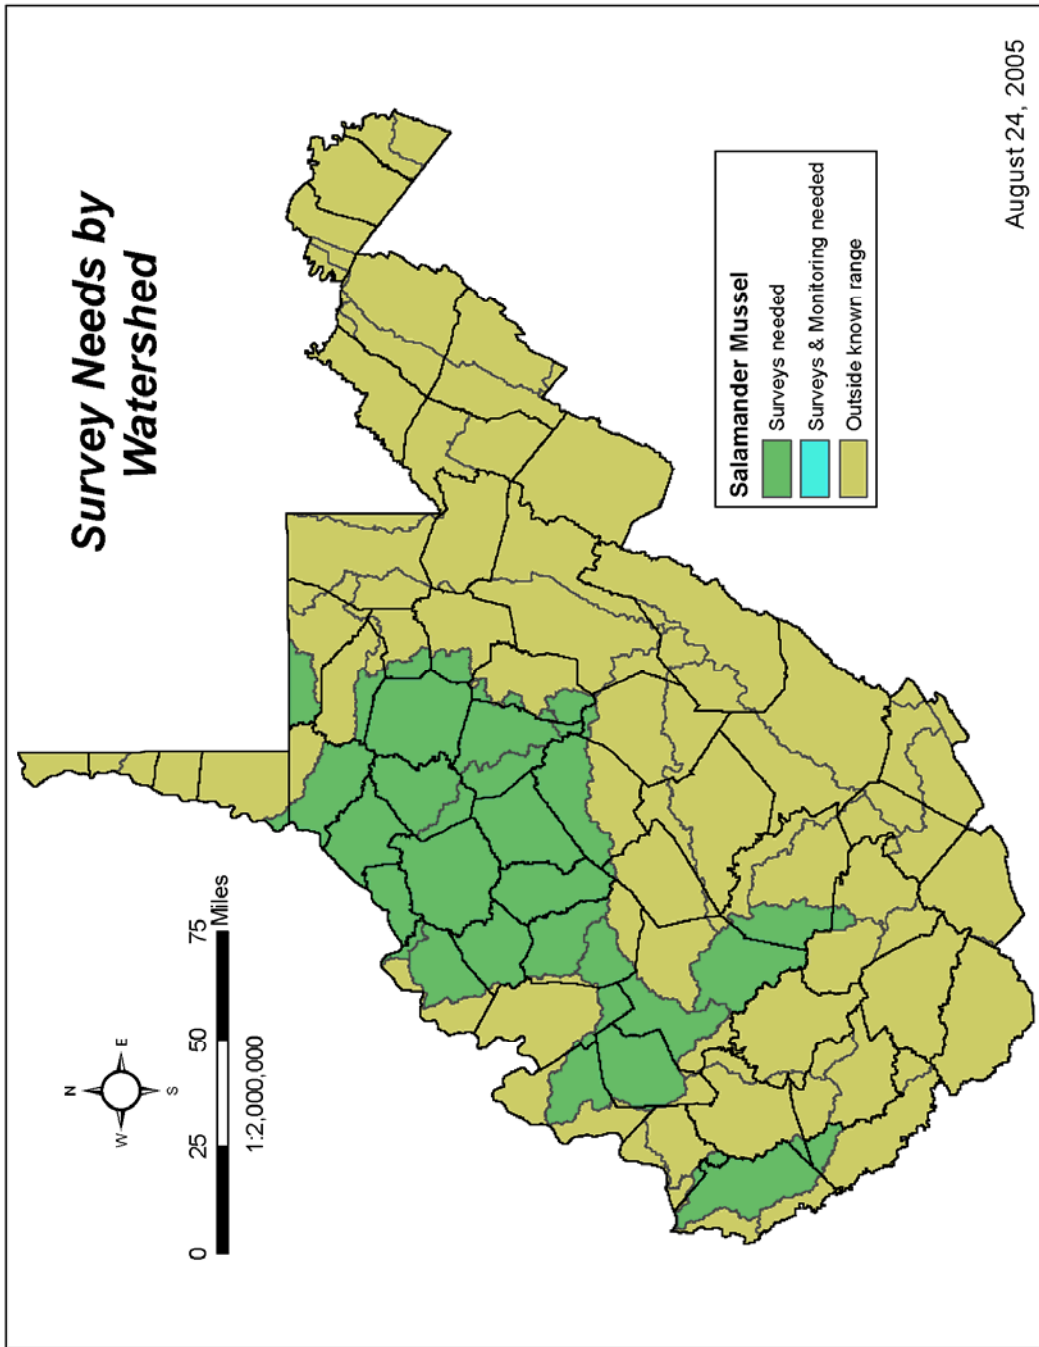 Survey Needs by
Watershed
N
W
E
S
0
25
50
75
Miles
1:2,000,000
Salamander Mussel
Surveys needed
Surveys & Monitoring needed
Outside known range
August 24, 2005